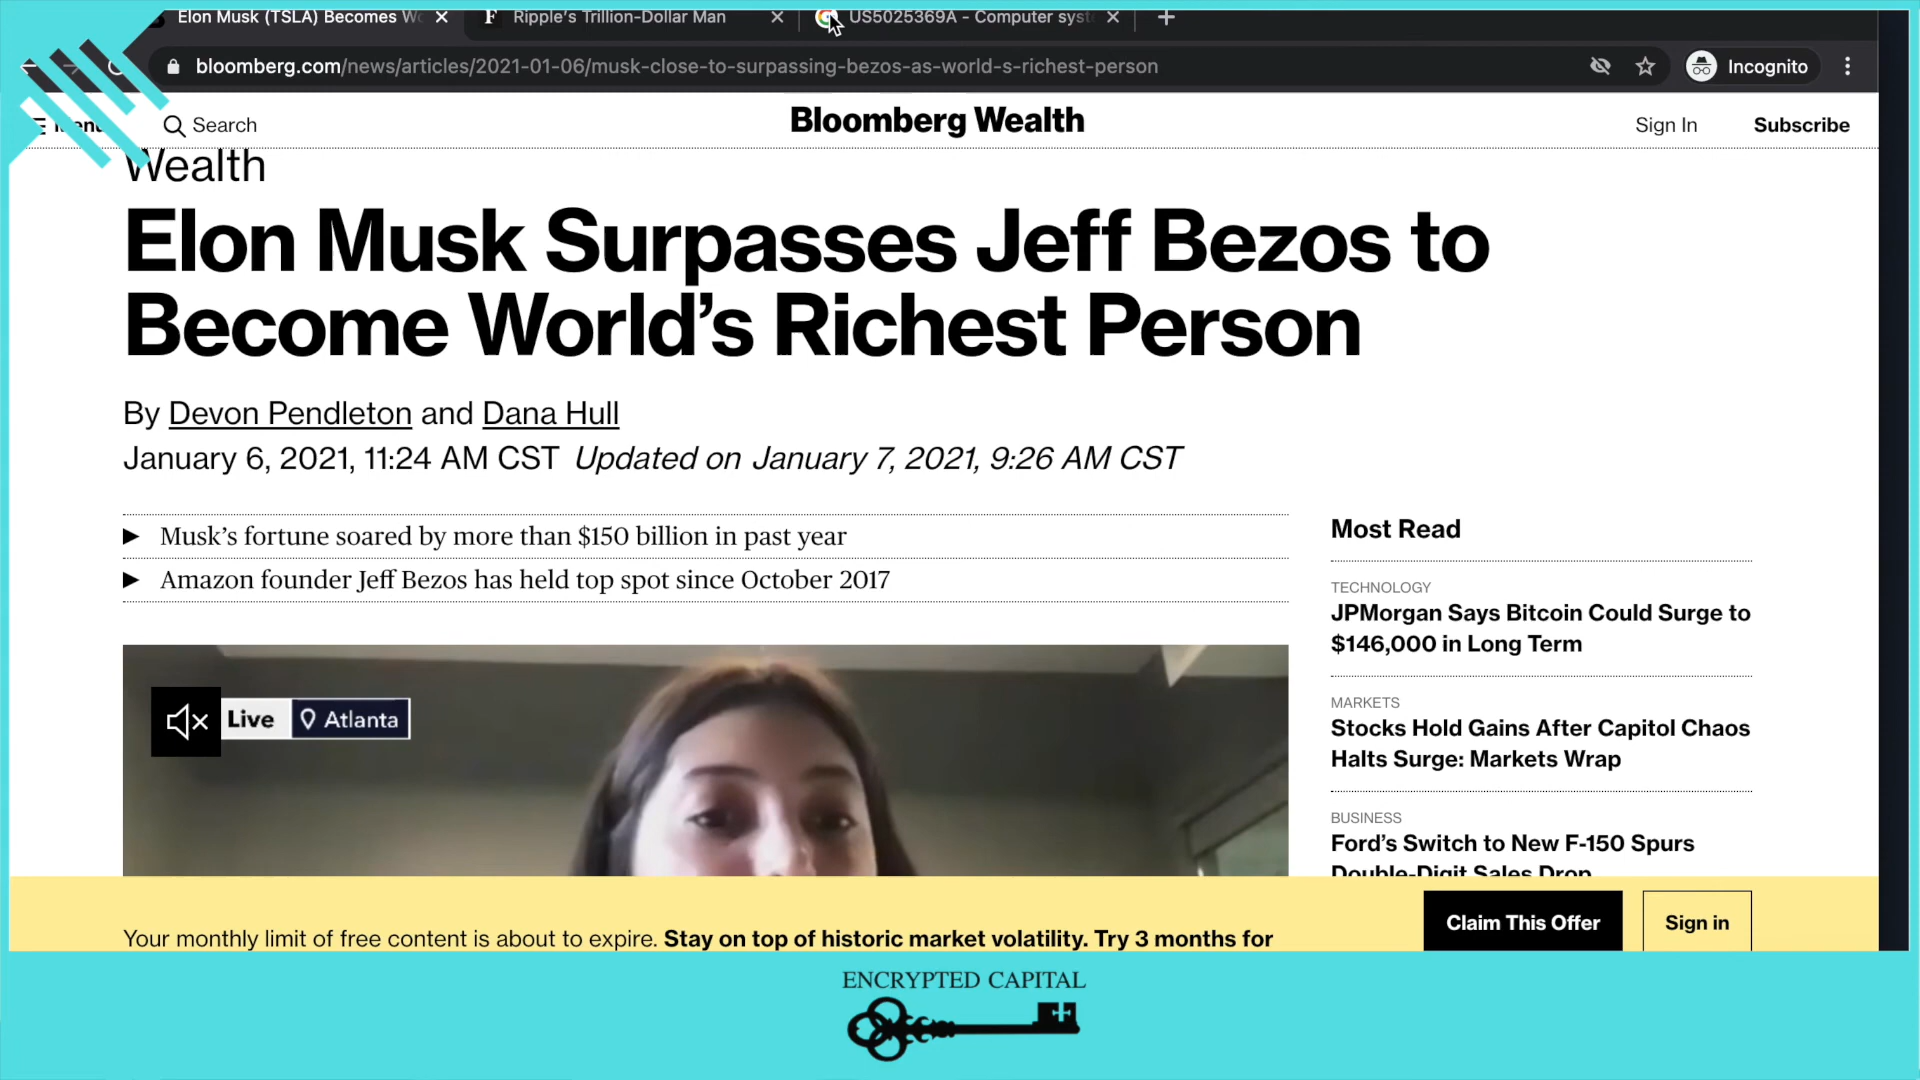 Elon Musk (TSLA) Becomes Wo
Ripple's Trillion-Dollar Man
US5025369A - Computer syst
bloomberg.com/news/articles/2021-01-06/musk-close-to-surpassing-bezos-as-world-s-richest-person
Incognito
Menu
Search
Bloomberg Wealth
Sign In
Subscribe
Wealth
Elon Musk Surpasses Jeff Bezos to
Become World's Richest Person
By Devon Pendleton and Dana Hull
January 6, 2021, 11:24 AM CST Updated on January 7, 2021, 9:26 AM CST
Musk's fortune soared by more than $150 billion in past year
Amazon founder Jeff Bezos has held top spot since October 2017
Live
Atlanta
Most Read
TECHNOLOGY
JPMorgan Says Bitcoin Could Surge to
$146,000 in Long Term
MARKETS
Stocks Hold Gains After Capitol Chaos
Halts Surge: Markets Wrap
BUSINESS
Ford's Switch to New F-150 Spurs
Double-Digit Sales Drop
Your monthly limit of free content is about to expire. Stay on top of historic market volatility. Try 3 months for
Claim This Offer
Sign in
ENCRYPTED CAPITAL